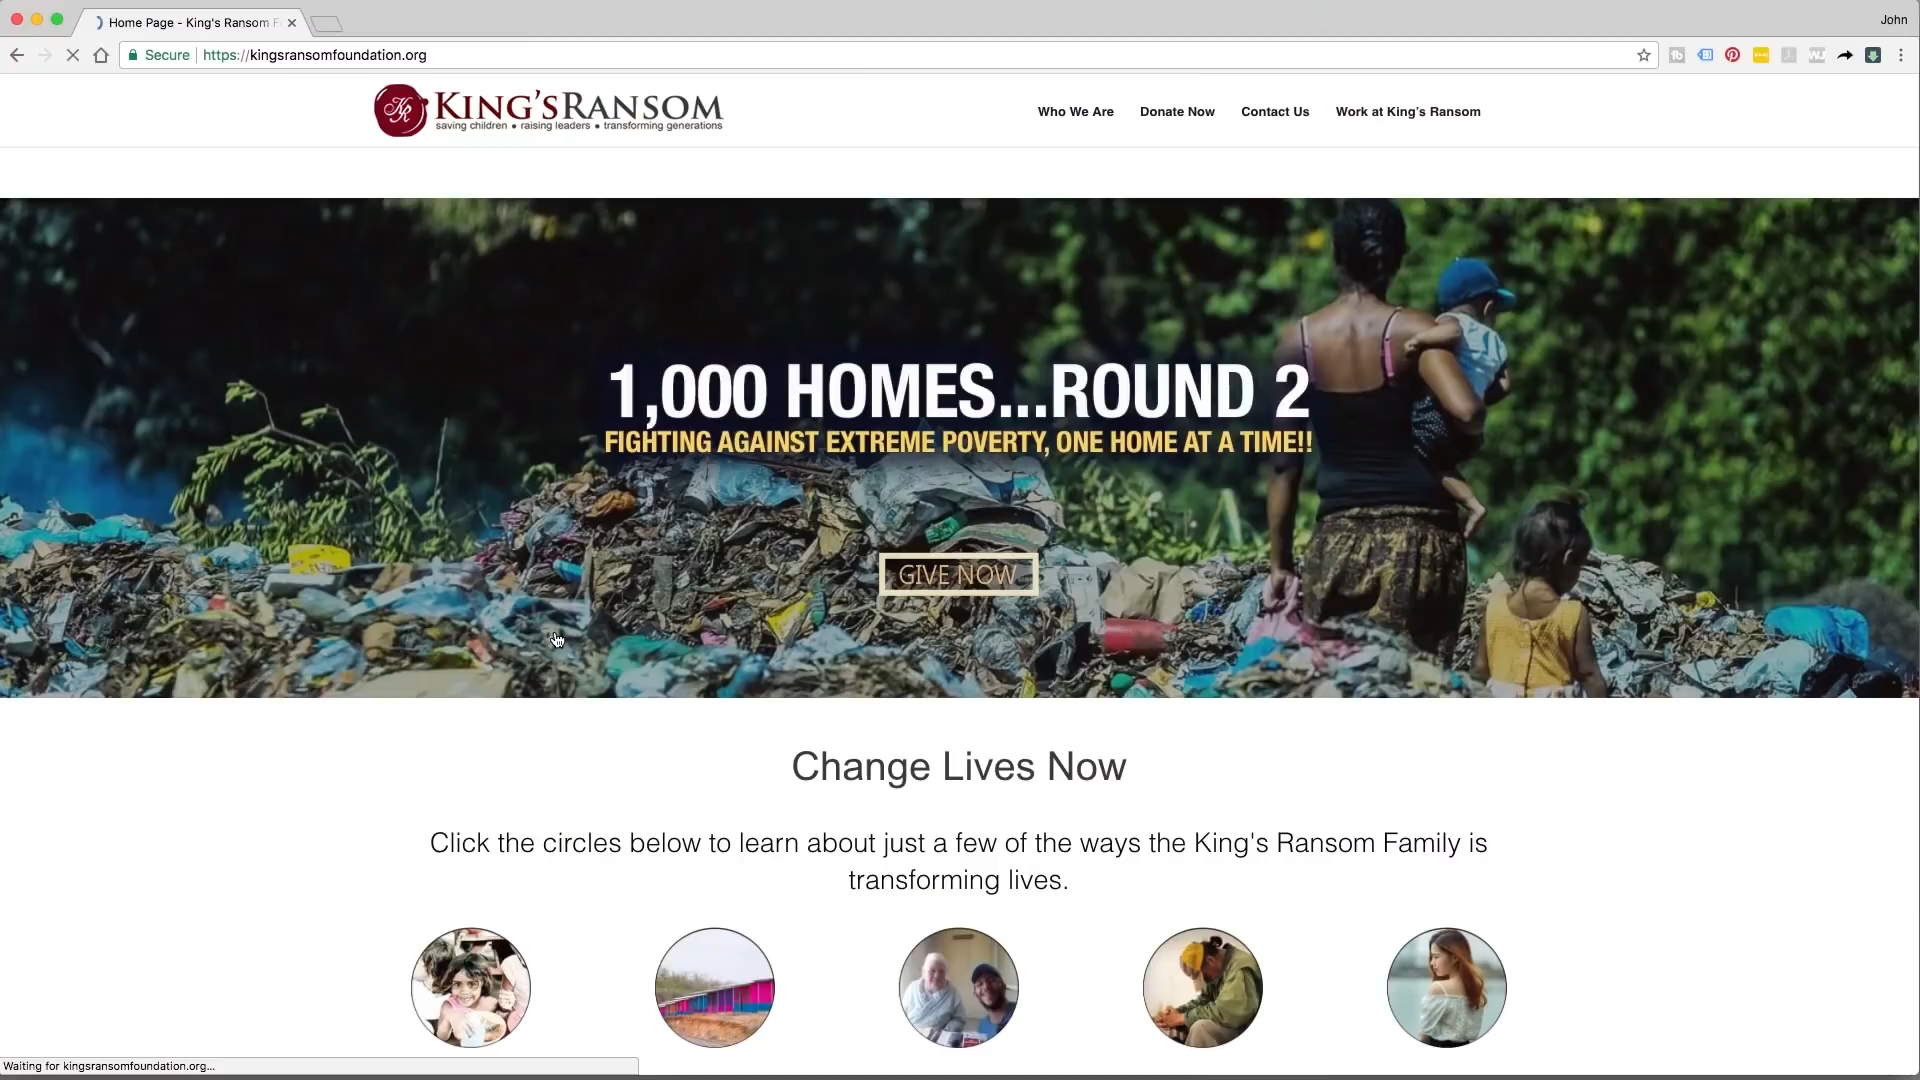 Home Page - King's Ransom F
John
Secure https://kingsransomfoundation.org
KR KING'SRANSOM
saving children • raising leaders • transforming generations
Who We Are Donate Now Contact Us Work at King's Ransom
1,000 HOMES...ROUND 2
FIGHTING AGAINST EXTREME POVERTY, ONE HOME AT A TIME!!
GIVE NOW
Change Lives Now
Click the circles below to learn about just a few of the ways the King's Ransom Family is
transforming lives.
Waiting for kingsransomfoundation.org...